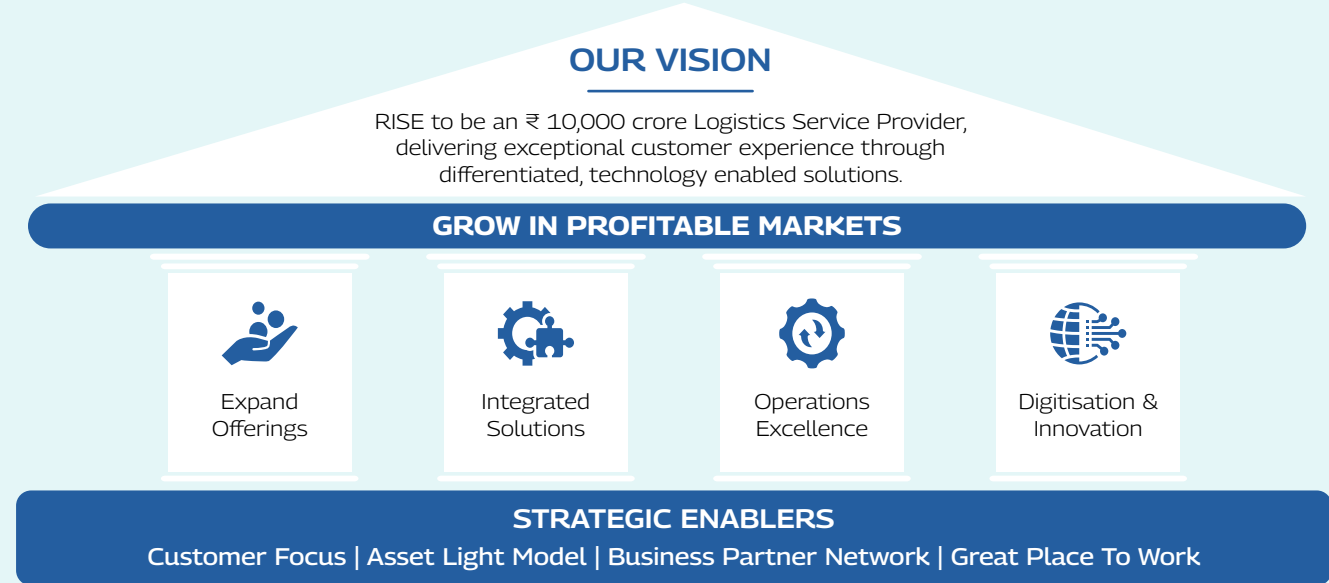 OUR VISION
RISE to be an ₹ 10,000 crore Logistics Service Provider,
delivering exceptional customer experience through
differentiated, technology enabled solutions.
GROW IN PROFITABLE MARKETS
Expand
Offerings
Integrated
Solutions
Operations
Excellence
Digitisation &
Innovation
STRATEGIC ENABLERS
Customer Focus | Asset Light Model | Business Partner Network | Great Place To Work